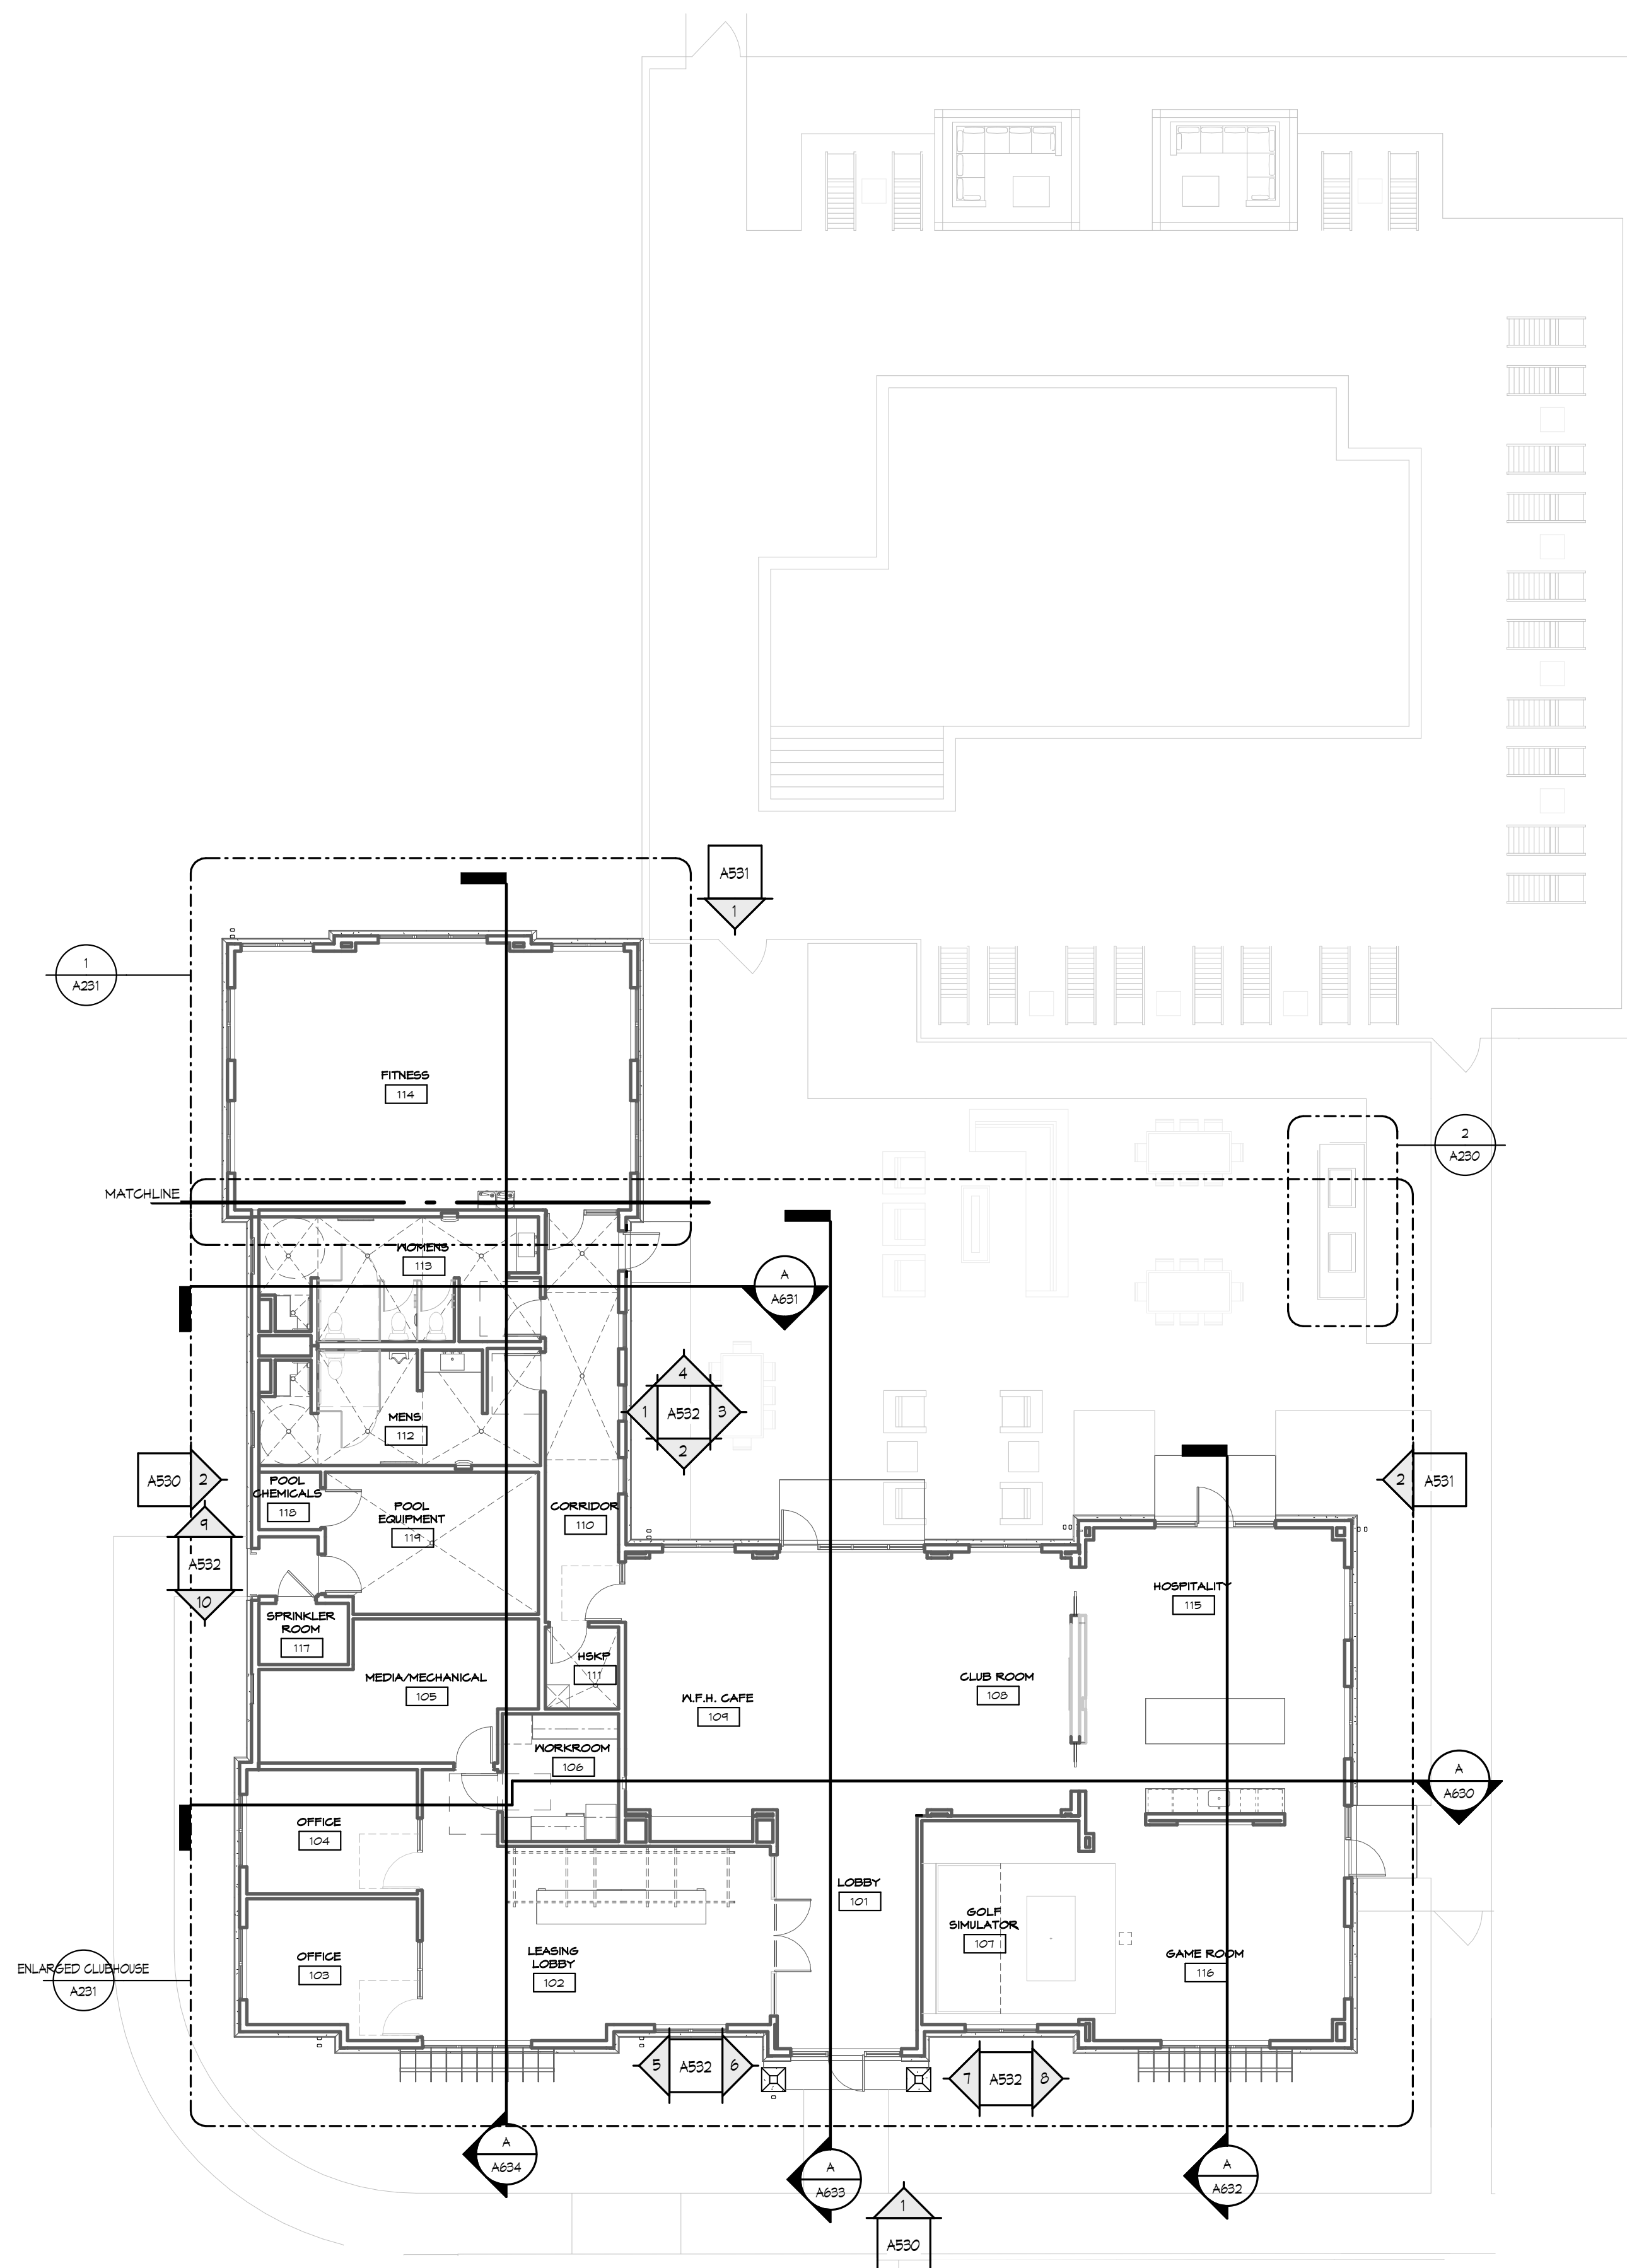 A531
1
1
A231
FITNESS
114
2
A230
MATCHLINE
WOMENS
113
A
A631
4
1
A532
3
2
MENS
112
A530
2
POOL
CHEMICALS
118
POOL
EQUIPMENT
119
CORRIDOR
110
2
A531
9
A532
10
HOSPITALITY
115
SPRINKLER
ROOM
117
HSKP
111
MEDIA/MECHANICAL
105
W.F.H. CAFE
109
CLUB ROOM
108
WORKROOM
106
A
A630
OFFICE
104
LOBBY
101
GOLF
SIMULATOR
107
LEASING
LOBBY
102
GAME ROOM
116
OFFICE
103
ENLARGED CLUBHOUSE
A231
5
A532
6
7
A532
8
A
A634
A
A633
A
A632
1
A530